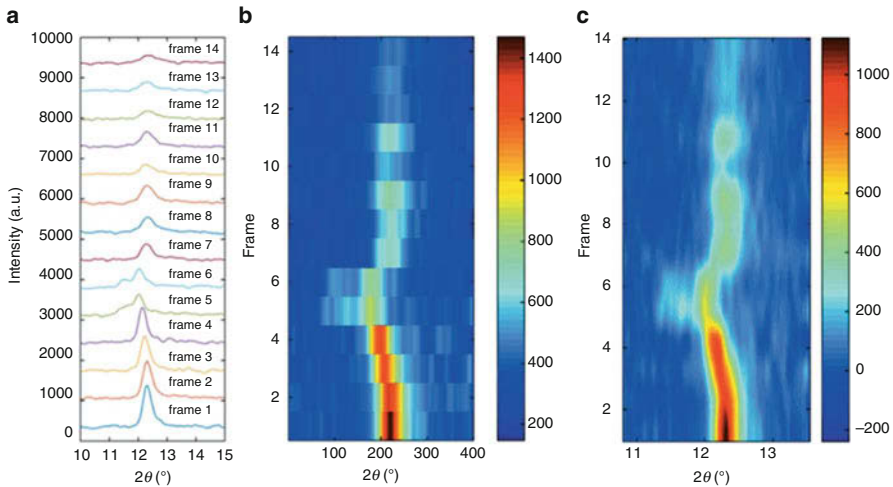 a
10000
9000
8000
7000
6000
5000
4000
3000
2000
1000
0
Intensity (a.u.)
frame 14
frame 13
frame 12
frame 11
frame 10
frame 9
frame 8
frame 7
frame 6
frame 5
frame 4
frame 3
frame 2
frame 1
10 11 12 13 14 15
2θ (°)
b
14
12
10
8
6
4
2
Frame
100 200 300 400
2θ (°)
1400
1200
1000
800
600
400
200
c
14
12
10
8
6
4
2
Frame
11 12 13
2θ (°)
1000
800
600
400
200
0
−200